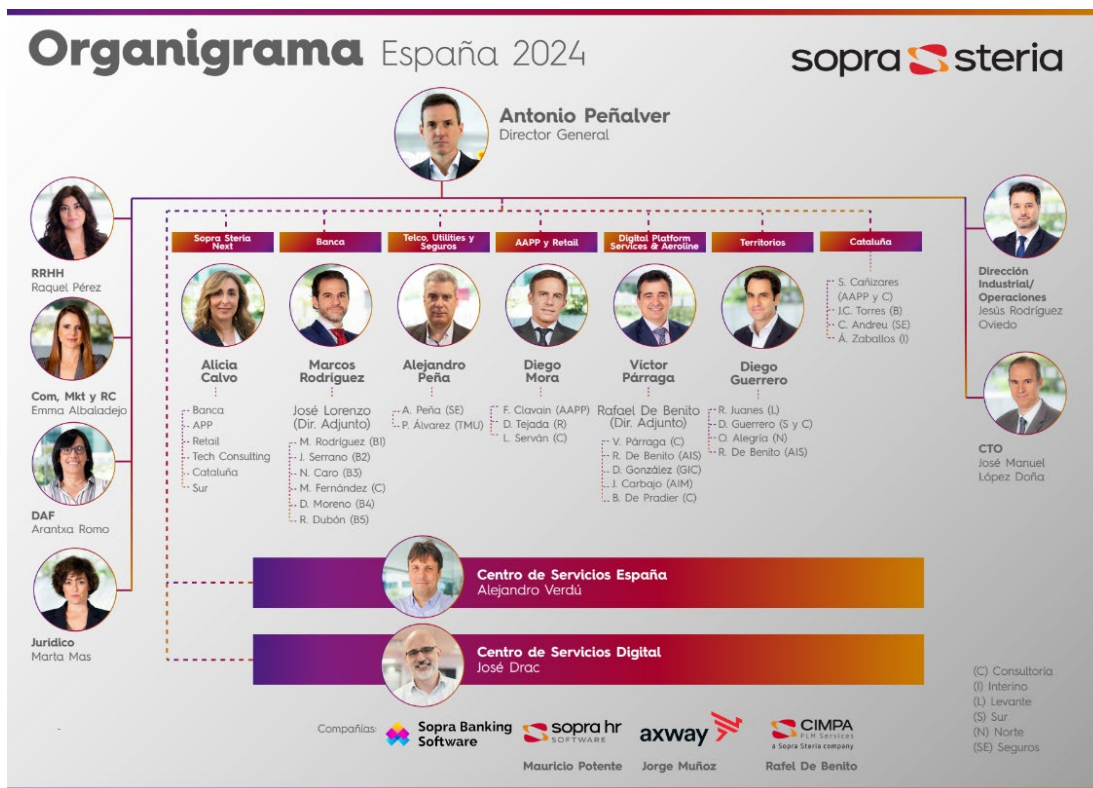 Organigrama España 2024
sopra steria
Antonio Peñalver
Director General
RRHH
Raquel Pérez
Com, Mkt y RC
Emma Albaladejo
DAF
Arantxa Romo
Jurídico
Marta Mas
Sopra Steria
Next
Alicia
Calvo
Banca
APP
Retail
Tech Consulting
Cataluña
Sur
Banca
Marcos
Rodríguez
José Lorenzo
(Dir. Adjunto)
M. Rodríguez (B1)
J. Serrano (B2)
N. Caro (B3)
M. Fernández (C)
D. Moreno (B4)
R. Dubón (B5)
Telco, Utilities y
Seguros
Alejandro
Peña
A. Peña (SE)
P. Álvarez (TMU)
AAPP y Retail
Diego
Mora
F. Clavain (AAPP)
D. Tejada (R)
L. Serván (C)
Digital Platform
Services & Aeroline
Víctor
Párraga
Rafael De Benito
(Dir. Adjunto)
V. Párraga (C)
R. De Benito (AIS)
D. González (GIC)
J. Carbajo (AIM)
B. De Pradier (C)
Territorios
Diego
Guerrero
R. Juanes (L)
D. Guerrero (S y C)
O. Alegría (N)
R. De Benito (AIS)
Cataluña
S. Cañizares
(AAPP y C)
J.C. Torres (B)
C. Andreu (SE)
Á. Zaballos (I)
Dirección
Industrial/
Operaciones
Jesús Rodríguez
Oviedo
CTO
José Manuel
López Doña
Centro de Servicios España
Alejandro Verdú
Centro de Servicios Digital
José Drac
Compañías:
Sopra Banking
Software
sopra hr
SOFTWARE
Mauricio Potente
axway
Jorge Muñoz
CIMPA
PLM Services
a Sopra Steria company
Rafel De Benito
(C) Consultoría
(I) Interino
(L) Levante
(S) Sur
(N) Norte
(SE) Seguros